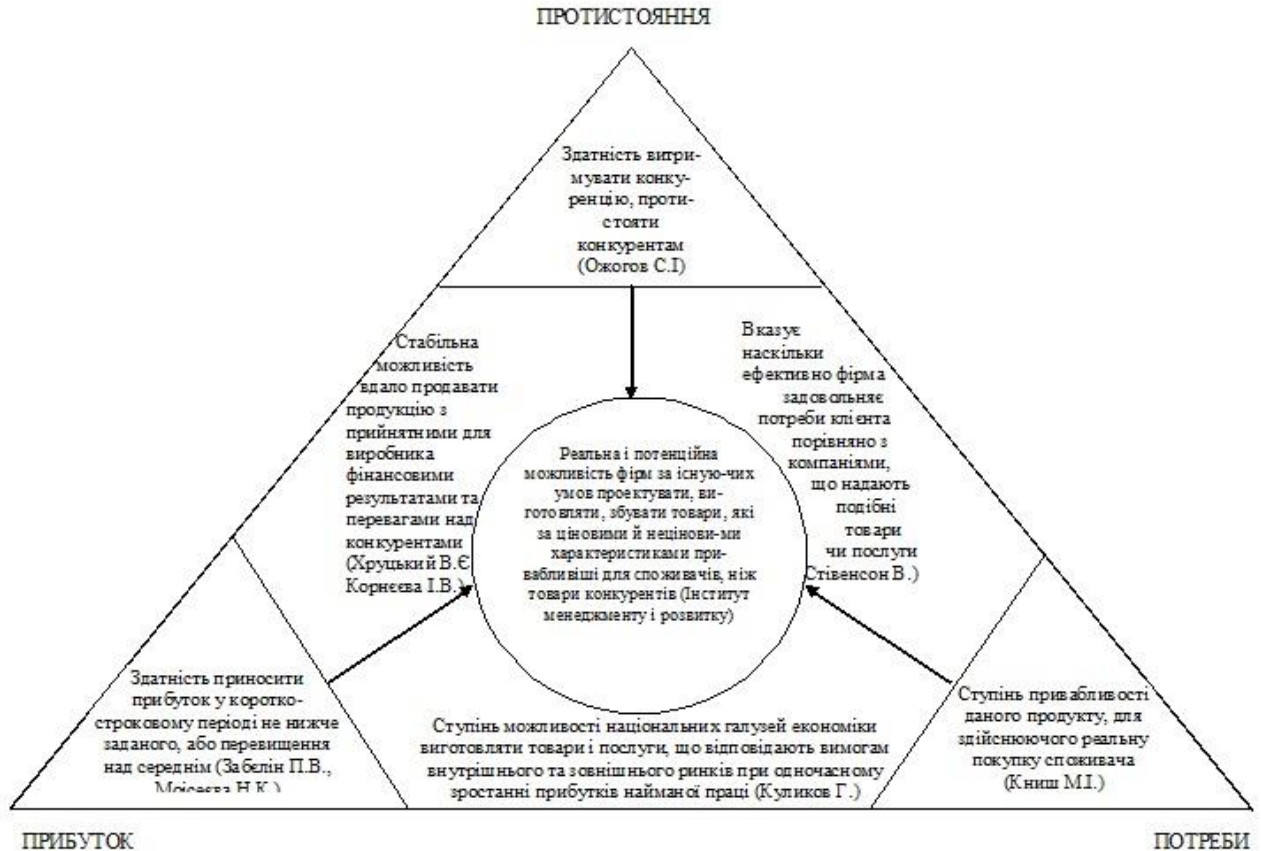 ПРОТИСТОЯННЯ
Здатність витри-
мувати конку-
ренцію, проти-
стояти
конкурентам
(Ожогов С.І)
Стабільна
можливість
вдало продавати
продукцію з
прийнятними для
виробника
фінансовими
результатами та
перевагами над
конкурентами
(Хруцький В.Є
Корнєєва І.В.)
Вказує
наскільки
ефективно фірма
задовольняє
потреби клієнта
порівняно з
компаніями,
що надають
подібні
товари
чи послуги
Стівенсон В.)
Реальна і потенційна
можливість фірм за існую-чих
умов проектувати, ви-
готовляти, збувати товари, які
за ціновими й нецінови-ми
характеристиками при-
вабливіші для споживачів, ніж
товари конкурентів (Інститут
менеджменту і розвитку)
Здатність приносити
прибуток у коротко-
строковому періоді не нижче
заданого, або перевищення
над середнім (Забєлін П.В.,
Моісеєва Н.К.)
Ступінь можливості національних галузей економіки
виготовляти товари і послуги, що відповідають вимогам
внутрішнього та зовнішнього ринків при одночасному
зростанні прибутків найманої праці (Куликов Г.)
Ступінь привабливості
даного продукту, для
здійснюючого реальну
покупку споживача
(Книш М.І.)
ПРИБУТОК
ПОТРЕБИ